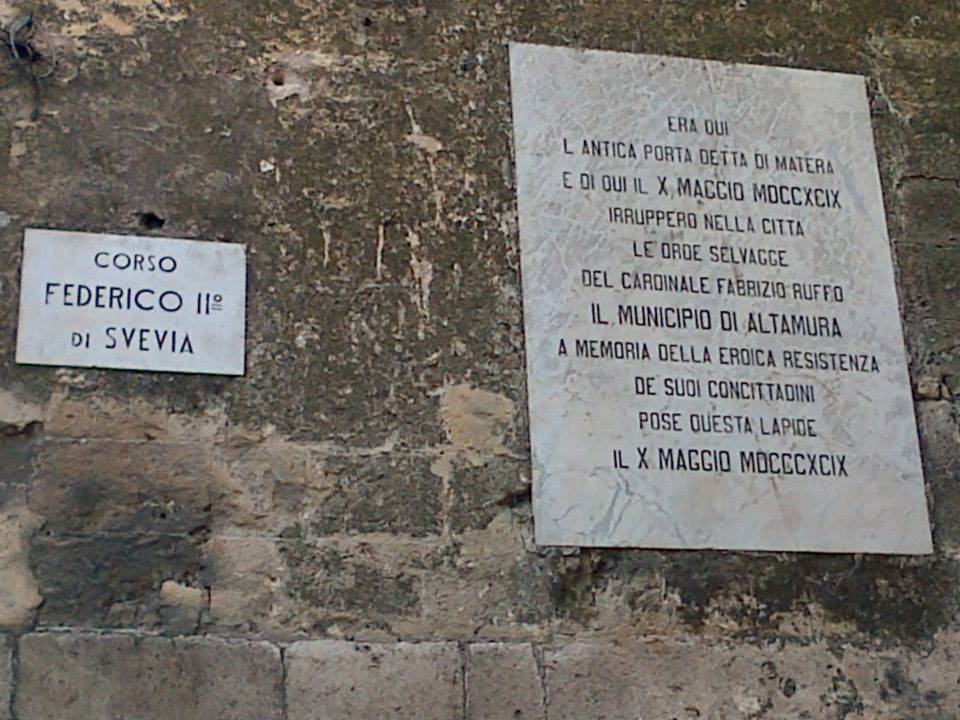 CORSO
FEDERICO IIº
DI SVEVIA
ERA QUI
L ANTICA PORTA DETTA DI MATERA
E DI QUI IL X MAGGIO MDCCXCIX
IRRUPPERO NELLA CITTA
LE ORDE SELVAGGE
DEL CARDINALE FABRIZIO RUFFO
IL MUNICIPIO DI ALTAMURA
A MEMORIA DELLA EROICA RESISTENZA
DE' SUOI CONCITTADINI
POSE QUESTA LAPIDE
IL X MAGGIO MDCCCXCIX